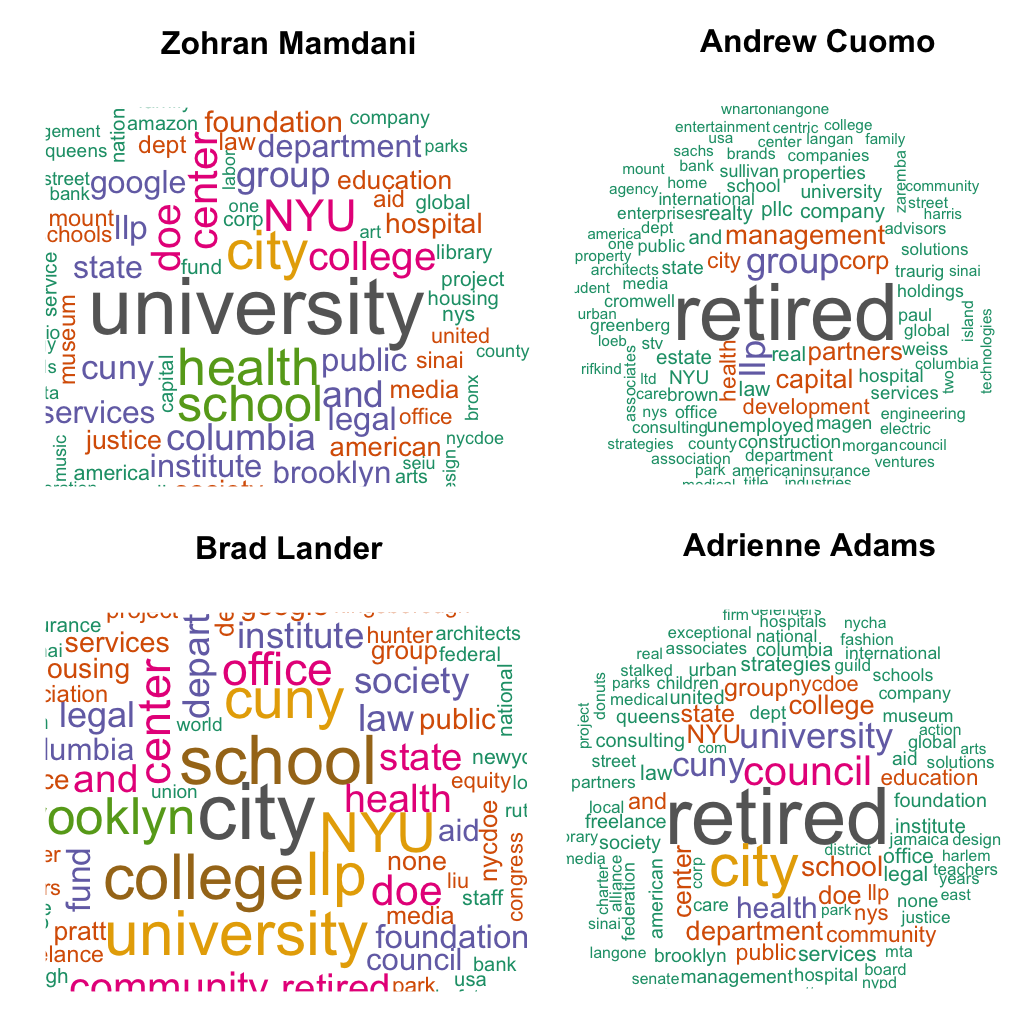 Zohran Mamdani
amazon foundation company
queens nation dept center law department parks
street google labor group education
bank doe one aid global
mount llp corp NYU art hospital
state fund city college library
service project
university housing
nys
museum united
cuny capital health public sinai county
services school and media bronx
legal office
justice columbia american nycdoe
music america institute brooklyn seiu
arts
Andrew Cuomo
whartonlangone
entertainment centric college
usa center langan family
sachs brands companies
mount bank sullivan properties zaremba
agency home school university community
international street
enterprises realty pllc company harris
america dept and management advisors
one public solutions
property city group corp
architects state traurig sinai
media holdings
cromwell retired
urban paul island
greenberg global
loeb stv health llp real partners weiss technologies
rifkind estate columbia
associates ltd NYU capital hospital two
care brown law services
nys office development engineering
consulting unemployed magen electric
strategies county construction morgan council
association department ventures
park american insurance
medical title industries
Brad Lander
project google
services depart institute hunter architects
group federal
center office society national
legal cuny law public
world
school state
and union health equity
city NYU aid nycdoe
fund college llp none liu congress
doe staff
pratt university media
foundation
council bank
community retired park usa
Adrienne Adams
firm defenders
hospitals nycha
exceptional national fashion
real associates columbia international
stalked urban strategies guild
parks children group nycdoe schools
donuts medical united college company
project queens state dept museum
consulting NYU university action
com global arts
street law cuny council aid solutions
partners education
local and retired foundation
freelance institute
society district jamaica design
media center corp city school office harlem
charter alliance legal teachers
years
federation american care health doe llp none east
sinai park nys justice
department community
langone brooklyn public services mta
senate management hospital board
nypd